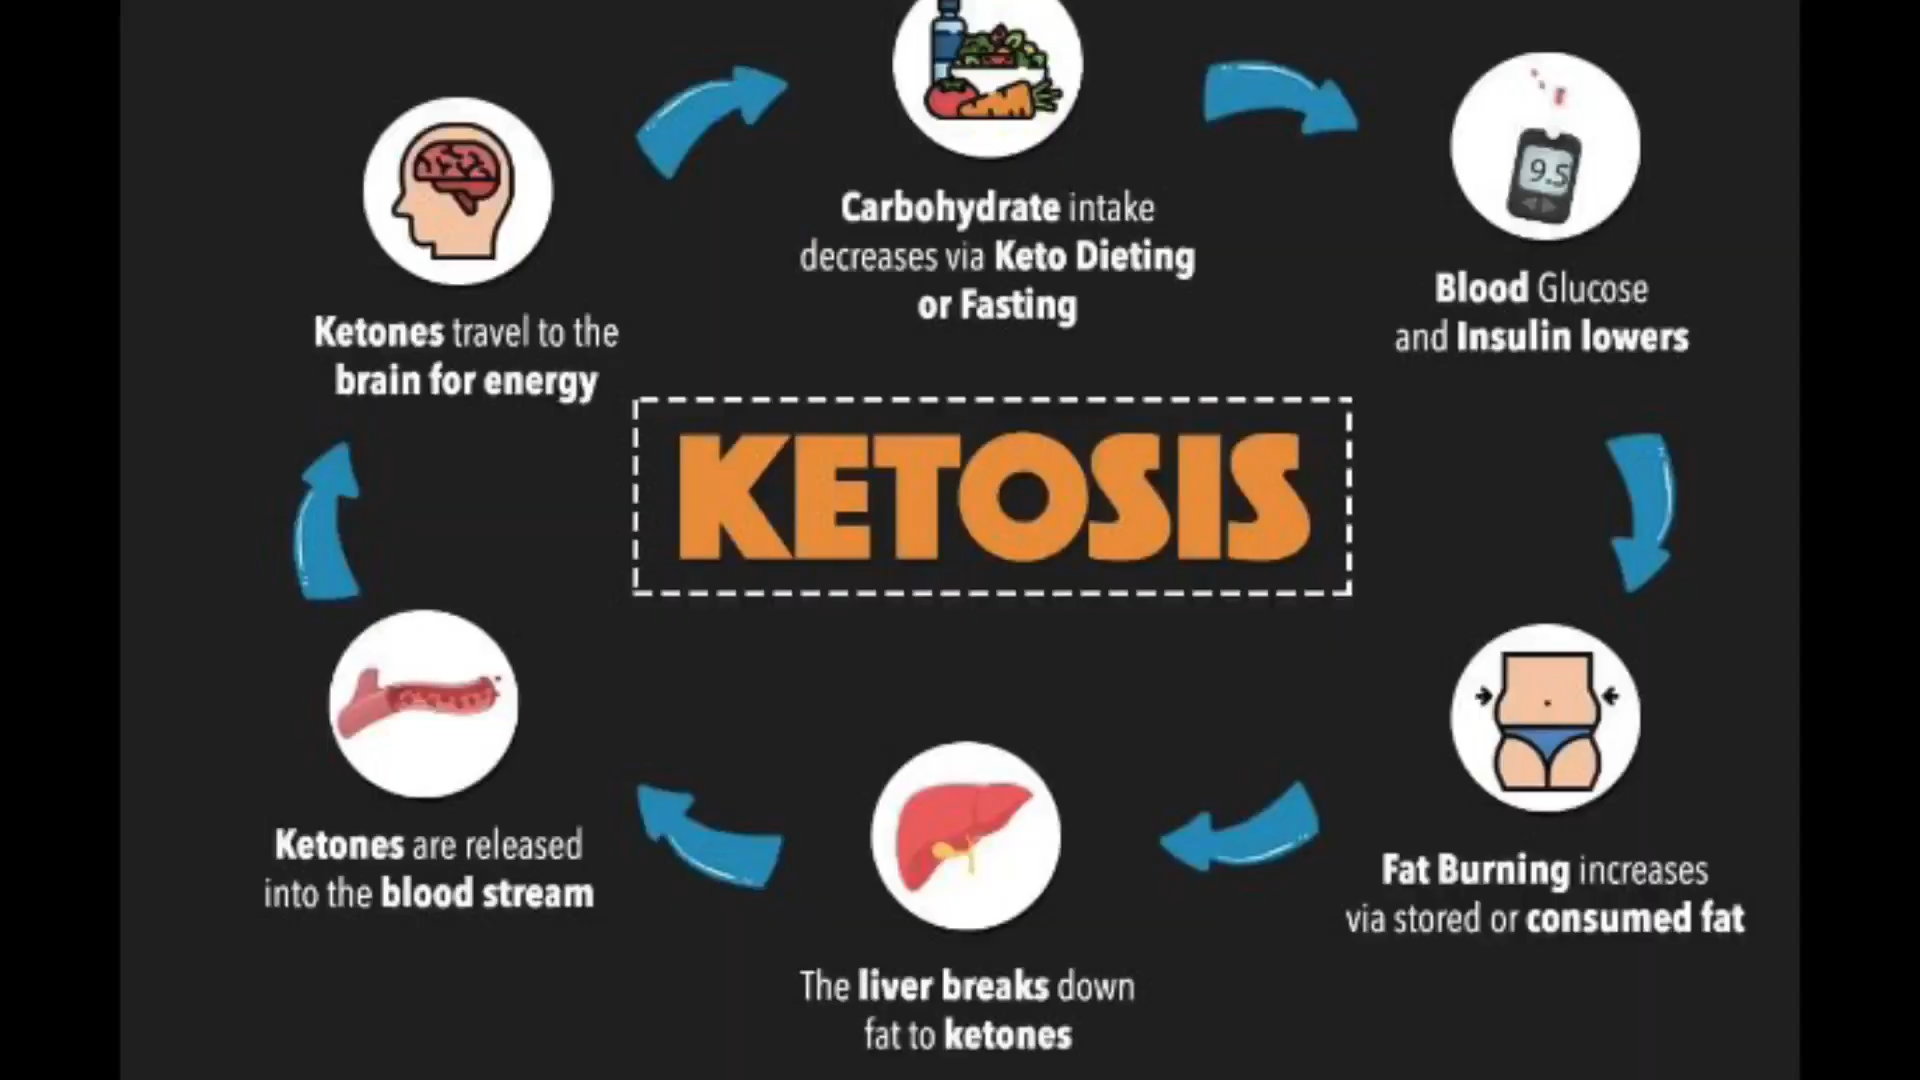 Carbohydrate intake
decreases via Keto Dieting
or Fasting
9.5
Blood Glucose
and Insulin lowers
Ketones travel to the
brain for energy
KETOSIS
Fat Burning increases
via stored or consumed fat
Ketones are released
into the blood stream
The liver breaks down
fat to ketones